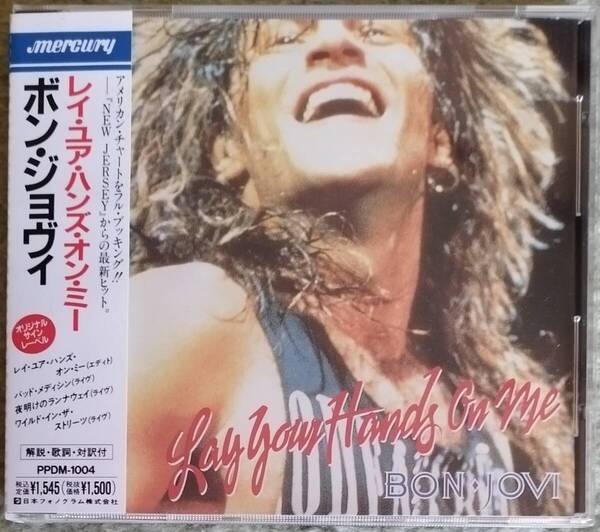 mercury
レイ・ユア・ハンズ・オン・ミー
ボン・ジョヴィ
アメリカン・チャートをフル・ブッキング!!
──『NEW JERSEY』からの最新ヒット。
オリジナル
サイン
レーベル
レイ・ユア・ハンズ・
オン・ミー(エディト)
バッド・メディシン(ライヴ)
夜明けのランナウェイ(ライヴ)
ワイルド・イン・ザ・
ストリーツ(ライヴ)
解説・歌詞・対訳付
PPDM-1004
税込定価¥1,545(税抜価格¥1,500)
日本フォノグラム株式会社
Lay Your Hands On Me
BON・JOVI